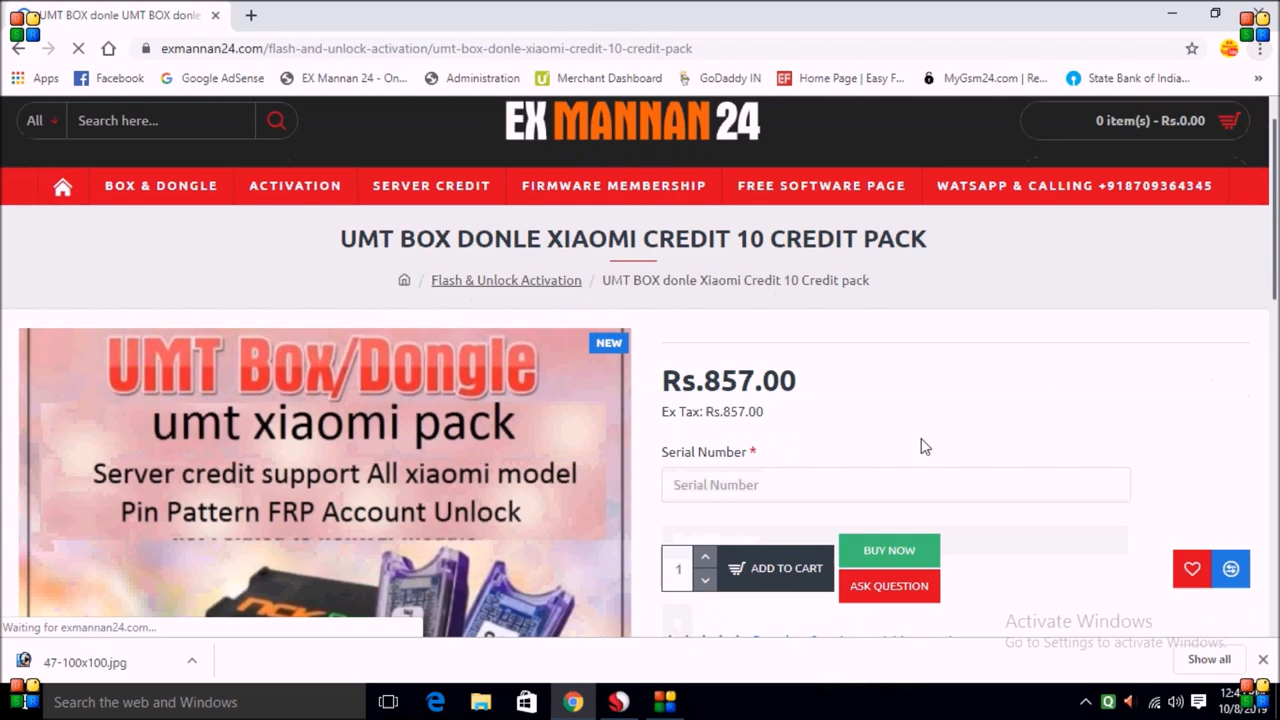 UMT BOX donle UMT BOX donle
exmannan24.com/flash-and-unlock-activation/umt-box-donle-xiaomi-credit-10-credit-pack
Apps Facebook Google AdSense EX Mannan 24 - On... Administration Merchant Dashboard GoDaddy IN Home Page | Easy F... MyGsm24.com | Re... State Bank of India... »
All Search here... EX MANNAN 24 0 item(s) - Rs.0.00
BOX & DONGLE ACTIVATION SERVER CREDIT FIRMWARE MEMBERSHIP FREE SOFTWARE PAGE WATSAPP & CALLING +918709364345
UMT BOX DONLE XIAOMI CREDIT 10 CREDIT PACK
/ Flash & Unlock Activation / UMT BOX donle Xiaomi Credit 10 Credit pack
NEW
UMT Box/Dongle
umt xiaomi pack
Server credit support All xiaomi model
Pin Pattern FRP Account Unlock
Rs.857.00
Ex Tax: Rs.857.00
Serial Number *
Serial Number
1 ADD TO CART
BUY NOW
ASK QUESTION
Activate Windows
Go to Settings to activate Windows.
Waiting for exmannan24.com...
47-100x100.jpg
Show all
Search the web and Windows
10/8/2019